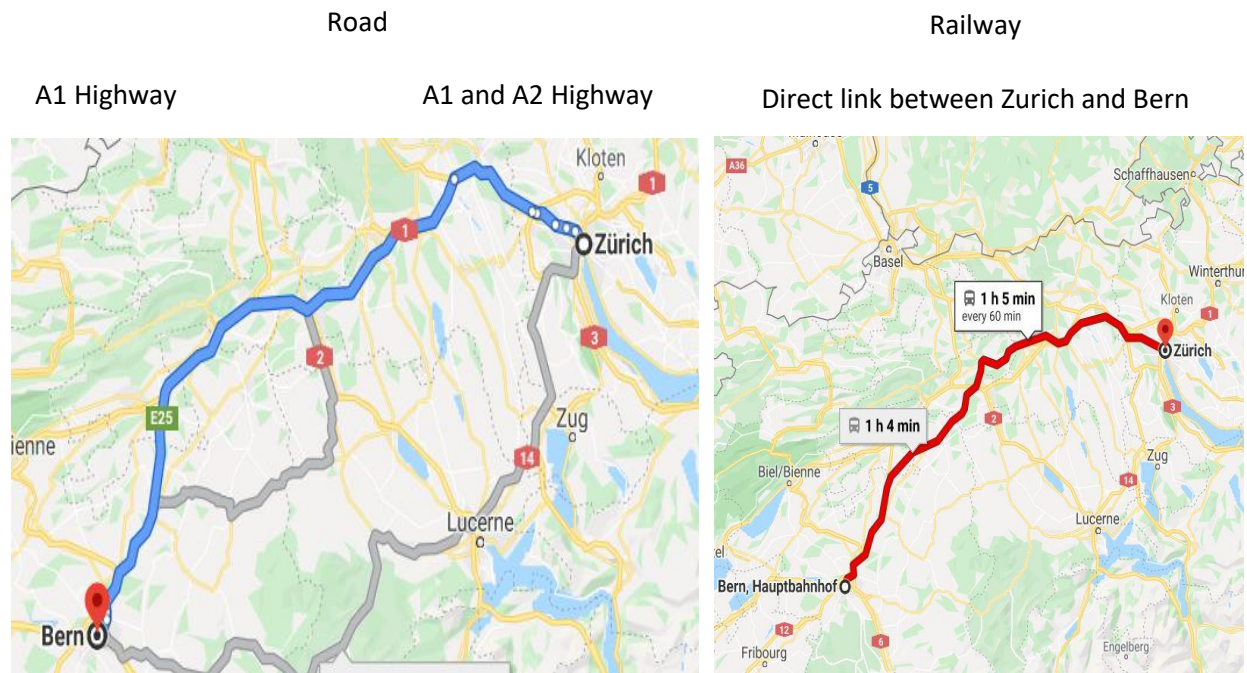 Road
Railway
A1 Highway
A1 and A2 Highway
Direct link between Zurich and Bern
Kloten
1
1
Zürich
2
3
E25
ienne
Zug
14
Lucerne
Bern
A36
5
Schaffhausen
Basel
Winterthur
1 h 5 min
every 60 min
Kloten
1
Zürich
2
3
1 h 4 min
Biel/Bienne
Zug
14
Lucerne
Bern, Hauptbahnhof
12
6
Fribourg
Engelberg